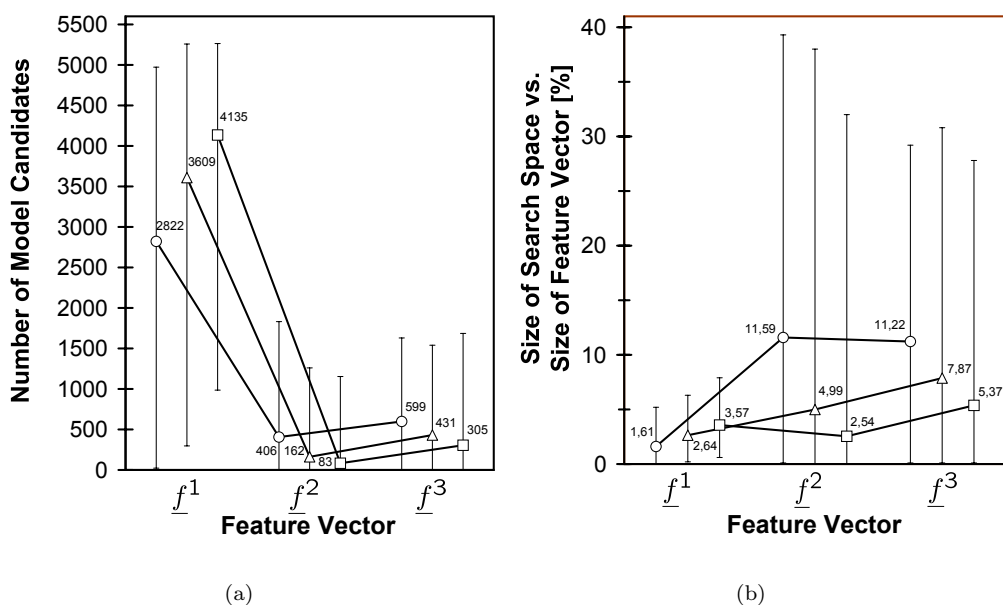 Number of Model Candidates
5500
5000
4500
4000
3500
3000
2500
2000
1500
1000
500
0
2822
3609
4135
406
162
83
599
431
305
f1
f2
f3
Feature Vector
(a)
Size of Search Space vs.
Size of Feature Vector [%]
40
30
20
10
0
1,61
2,64
3,57
11,59
4,99
2,54
11,22
7,87
5,37
f1
f2
f3
Feature Vector
(b)